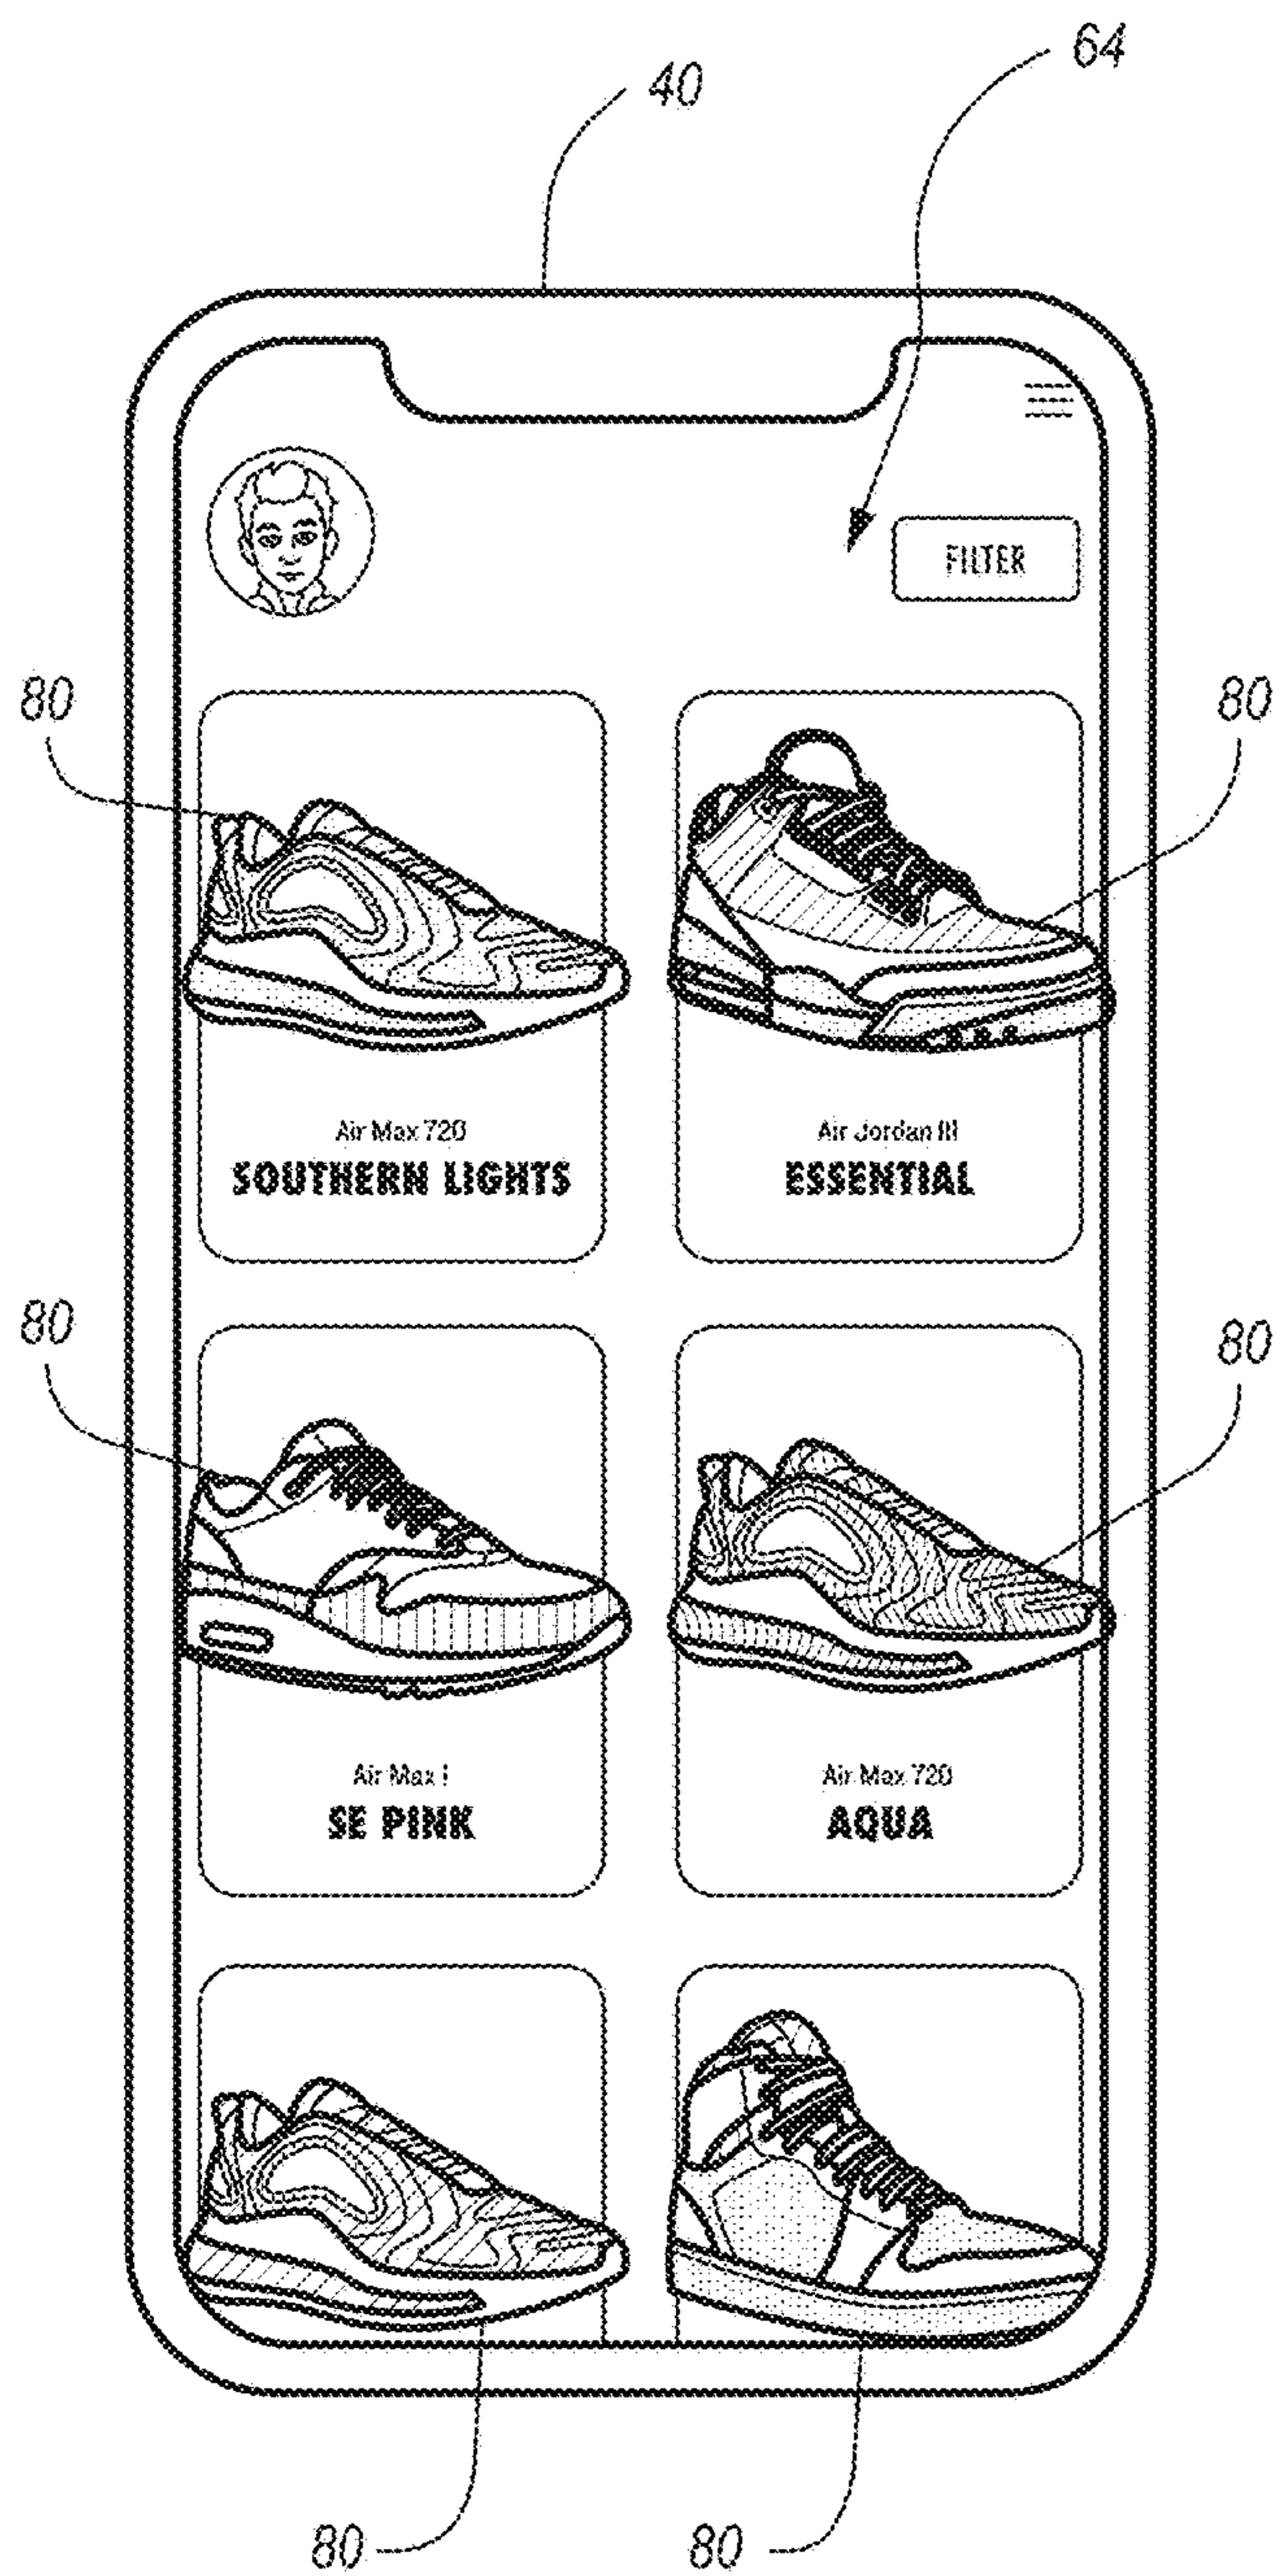 64
40
FILTER
80
80
Air Max 720
Air Jordan III
SOUTHERN LIGHTS
ESSENTIAL
80
80
Air Max I
Air Max 720
SE PINK
AQUA
80
80